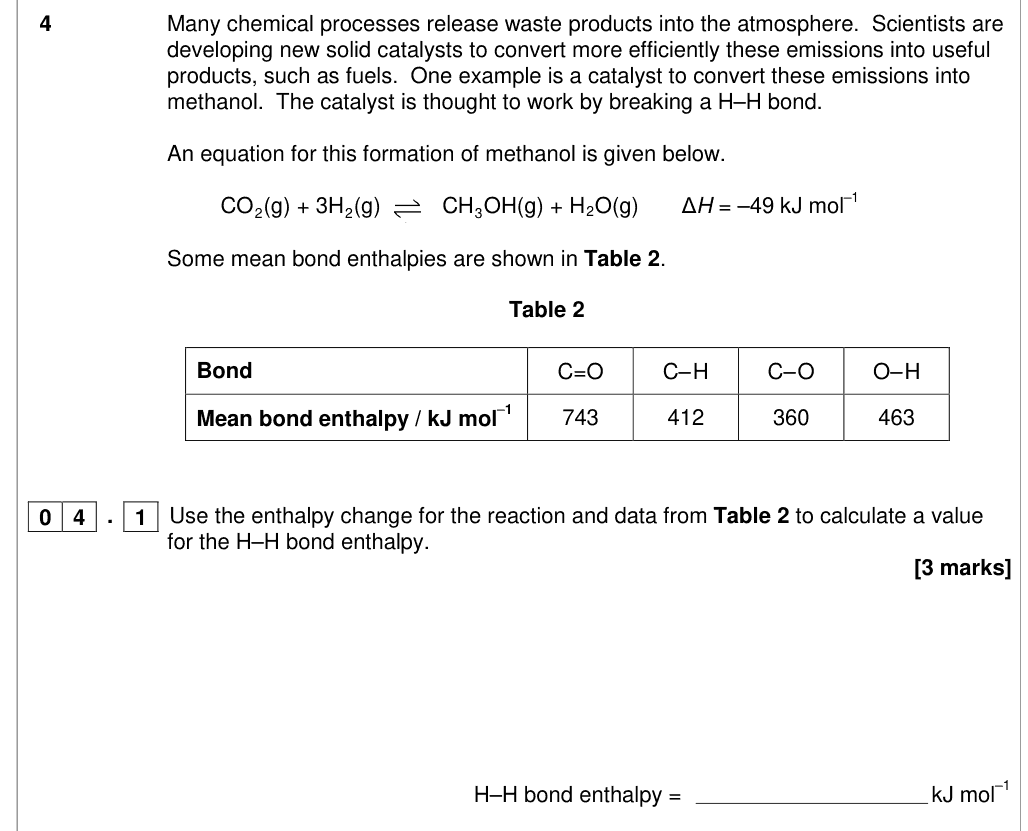 4 Many chemical processes release waste products into the atmosphere. Scientists are
developing new solid catalysts to convert more efficiently these emissions into useful
products, such as fuels. One example is a catalyst to convert these emissions into
methanol. The catalyst is thought to work by breaking a H–H bond.
An equation for this formation of methanol is given below.
CO₂(g) + 3H₂(g) ⇌ CH₃OH(g) + H₂O(g) ΔH = –49 kJ mol⁻¹
Some mean bond enthalpies are shown in Table 2.
Table 2
Bond C=O C–H C–O O–H
Mean bond enthalpy / kJ mol⁻¹ 743 412 360 463
0 4 . 1 Use the enthalpy change for the reaction and data from Table 2 to calculate a value
for the H–H bond enthalpy.
[3 marks]
H–H bond enthalpy = ____________________ kJ mol⁻¹